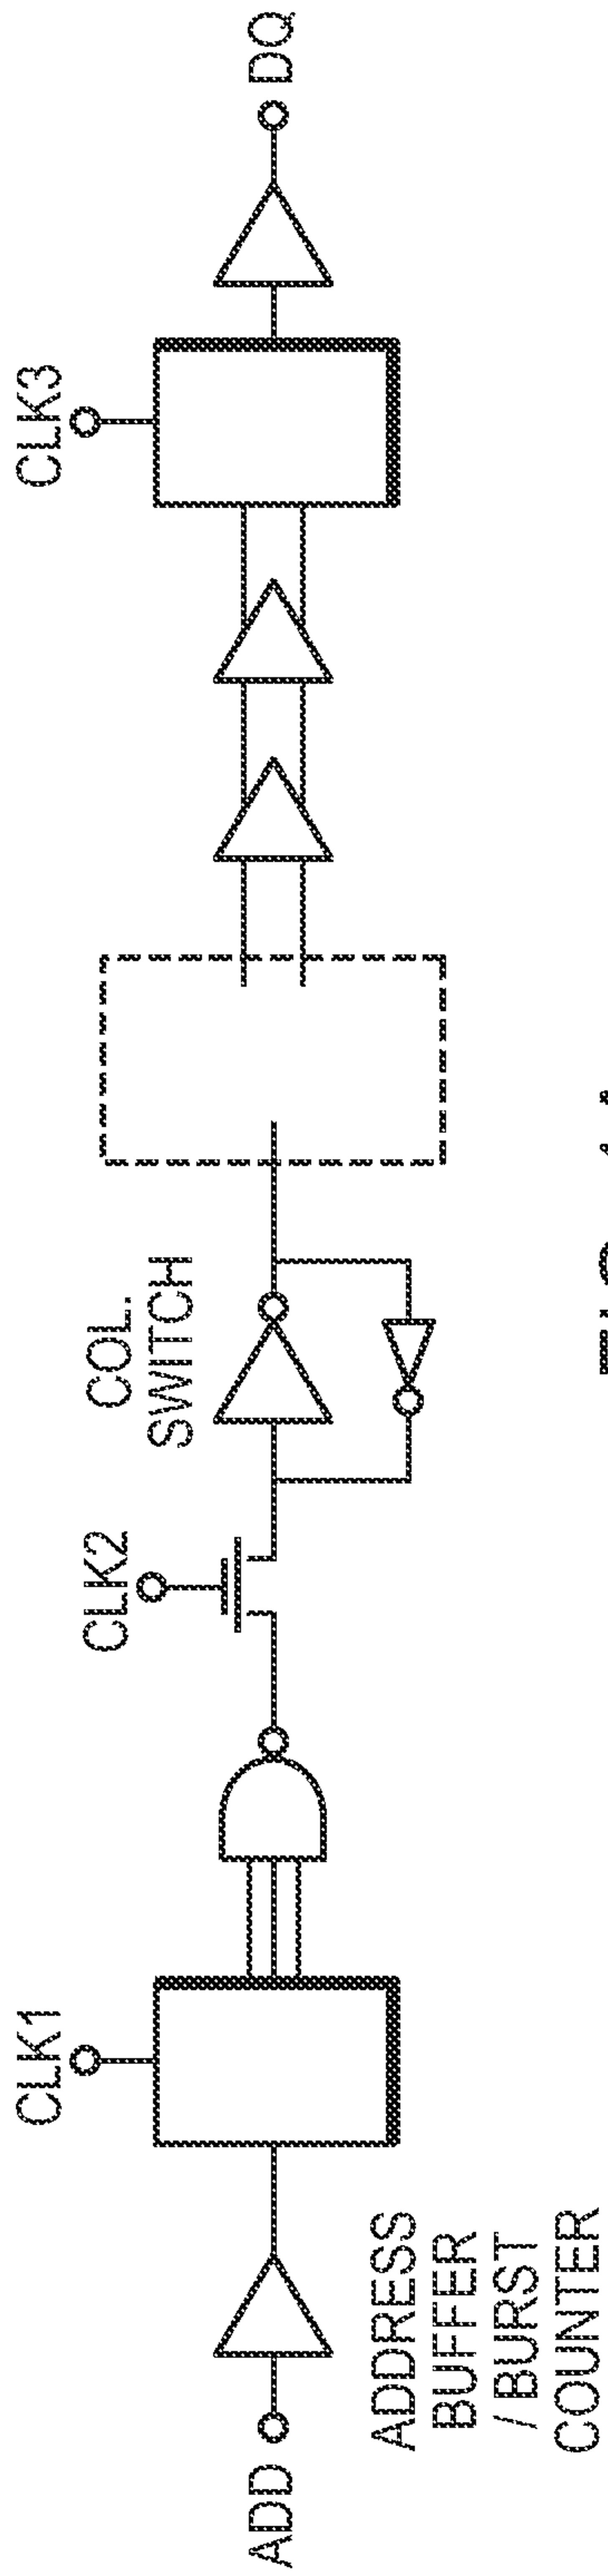 ADD
ADDRESS
BUFFER
/ BURST
COUNTER
CLK1
CLK2
COL.
SWITCH
CLK3
DQ